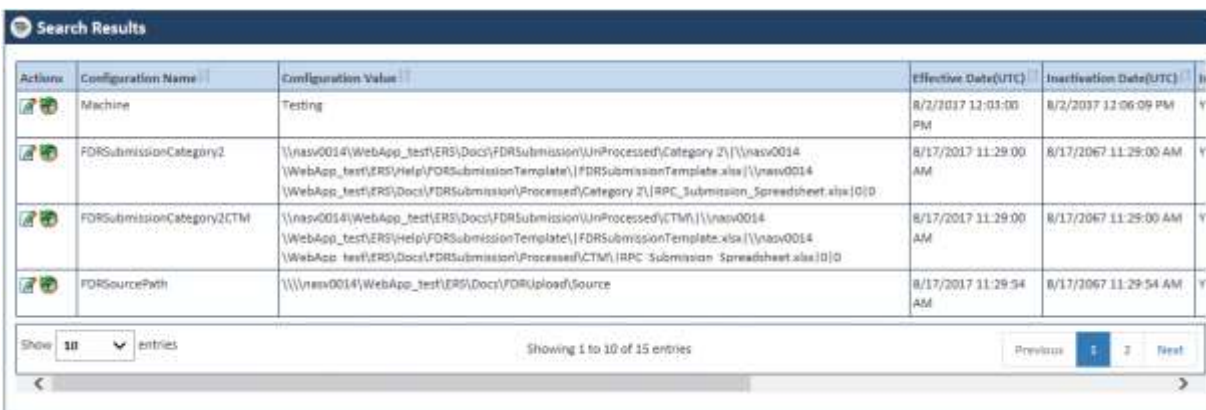 Search Results
Actions Configuration Name Configuration Value Effective Date(UTC) Inactivation Date(UTC)
Machine Testing 8/2/2017 12:03:00 8/2/2037 12:06:09 PM Y
PM
FDRSubmissionCategory2 \\nasv0014\WebApp_test\ERS\Docs\FDRSubmission\UnProcessed\Category 2\|\\nasv0014 8/17/2017 11:29:00 8/17/2067 11:29:00 AM Y
\WebApp_test\ERS\Help\FDRSubmissionTemplate\|FDRSubmissionTemplate.xlsx|\\nasv0014 AM
\WebApp_test\ERS\Docs\FDRSubmission\Processed\Category 2\|RPC_Submission_Spreadsheet.xlsx|0|0
FDRSubmissionCategory2CTM \\nasv0014\WebApp_test\ERS\Docs\FDRSubmission\UnProcessed\CTM\|\\nasv0014 8/17/2017 11:29:00 8/17/2067 11:29:00 AM Y
\WebApp_test\ERS\Help\FDRSubmissionTemplate\|FDRSubmissionTemplate.xlsx|\\nasv0014 AM
\WebApp_test\ERS\Docs\FDRSubmission\Processed\CTM\|RPC_Submission_Spreadsheet.xlsx|0|0
FDRSourcePath \\\\nasv0014\WebApp_test\ERS\Docs\FDRUpload\Source 8/17/2017 11:29:54 8/17/2067 11:29:54 AM Y
AM
Show 10 entries Showing 1 to 10 of 15 entries Previous 1 2 Next